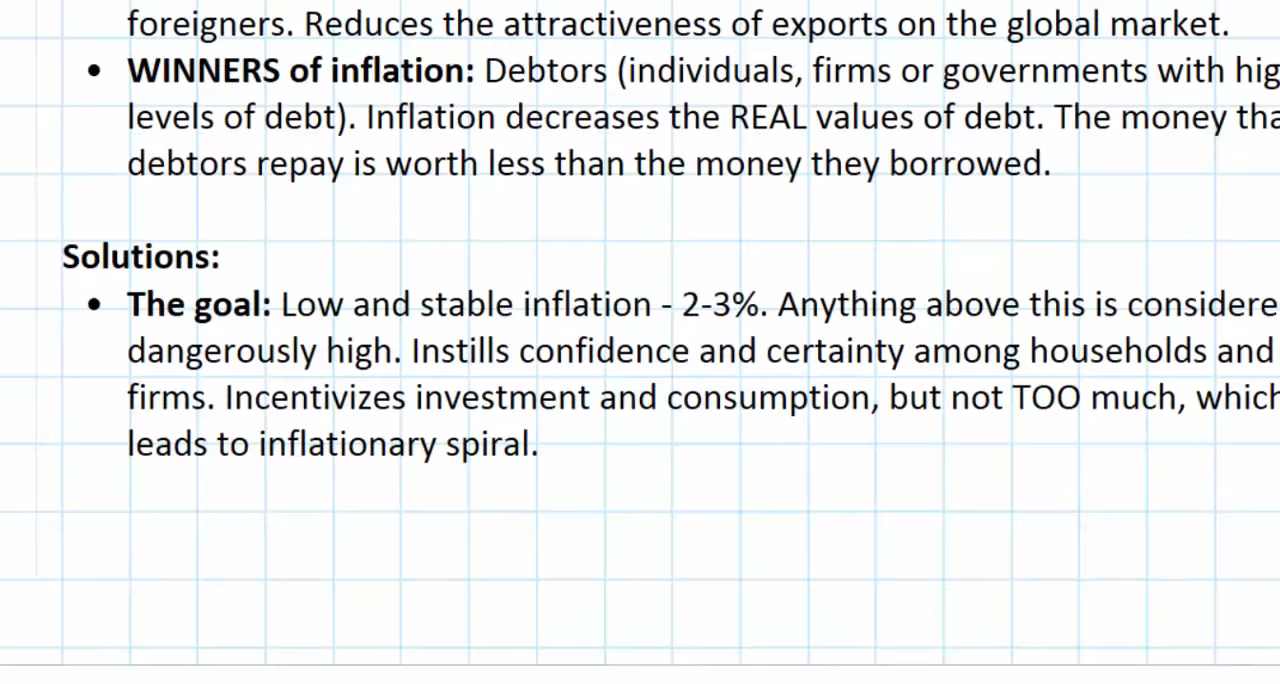 foreigners. Reduces the attractiveness of exports on the global market.
• WINNERS of inflation: Debtors (individuals, firms or governments with hig
levels of debt). Inflation decreases the REAL values of debt. The money tha
debtors repay is worth less than the money they borrowed.
Solutions:
• The goal: Low and stable inflation - 2-3%. Anything above this is considere
dangerously high. Instills confidence and certainty among households and
firms. Incentivizes investment and consumption, but not TOO much, which
leads to inflationary spiral.